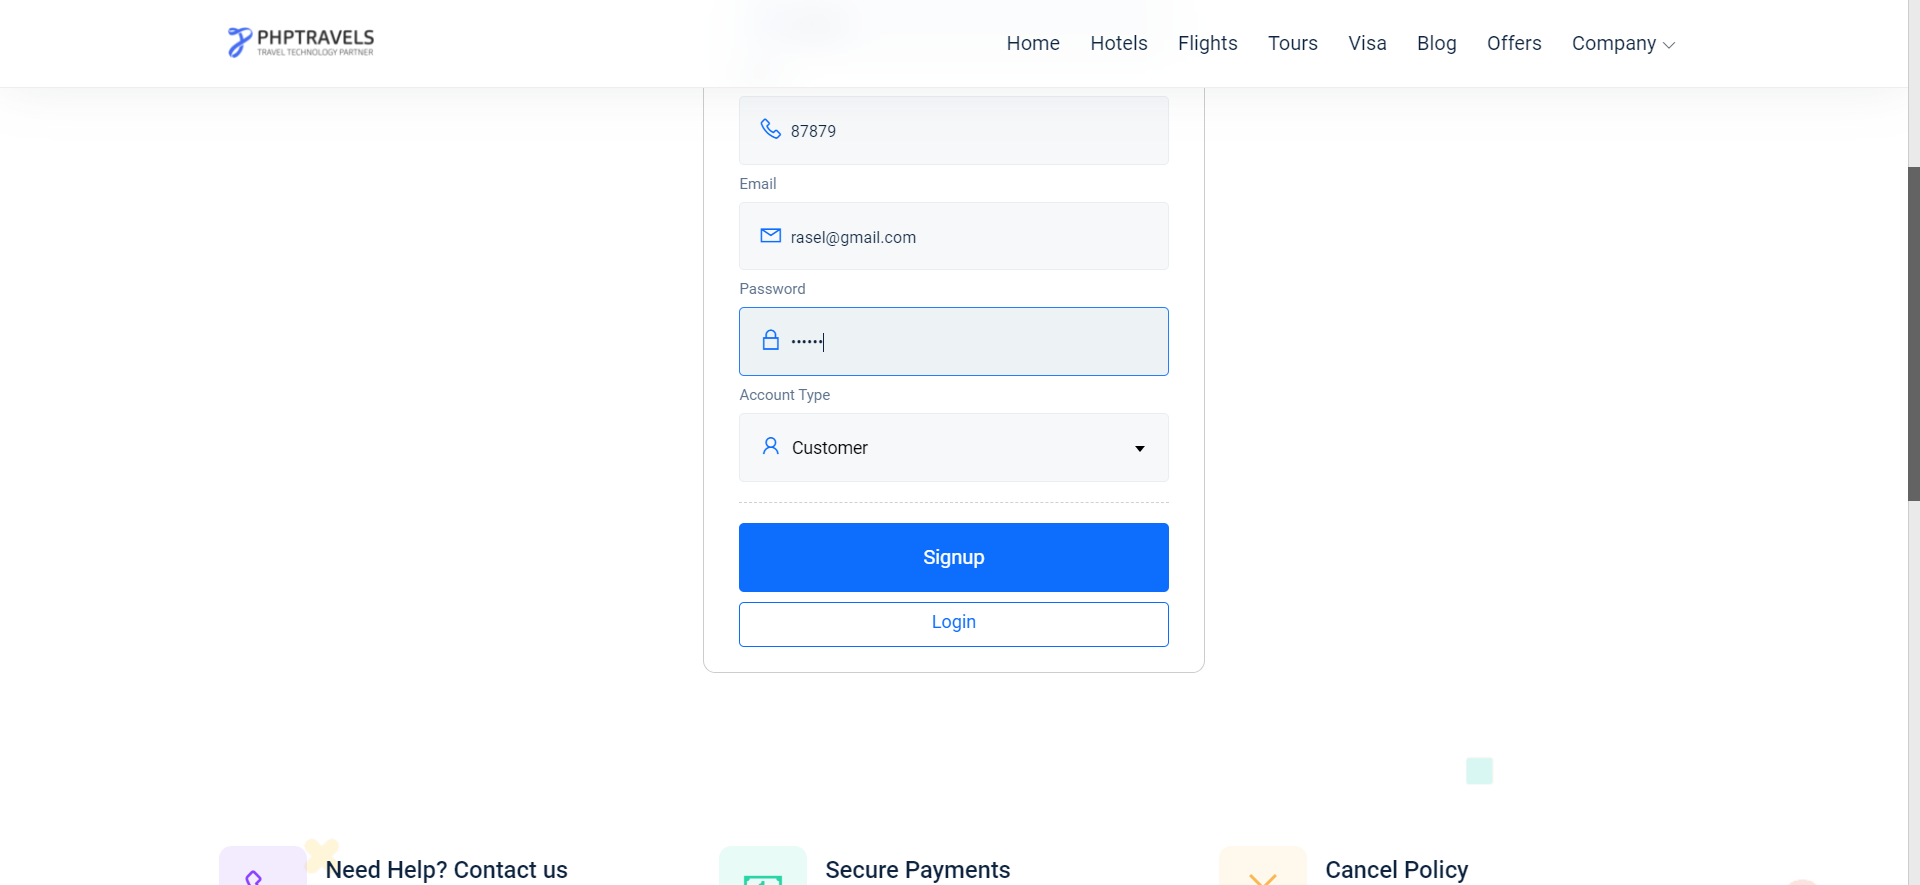 PHPTRAVELS
TRAVEL TECHNOLOGY PARTNER
Home Hotels Flights Tours Visa Blog Offers Company
87879
Email
rasel@gmail.com
Password
••••••
Account Type
Customer
Signup
Login
Need Help? Contact us
Secure Payments
Cancel Policy